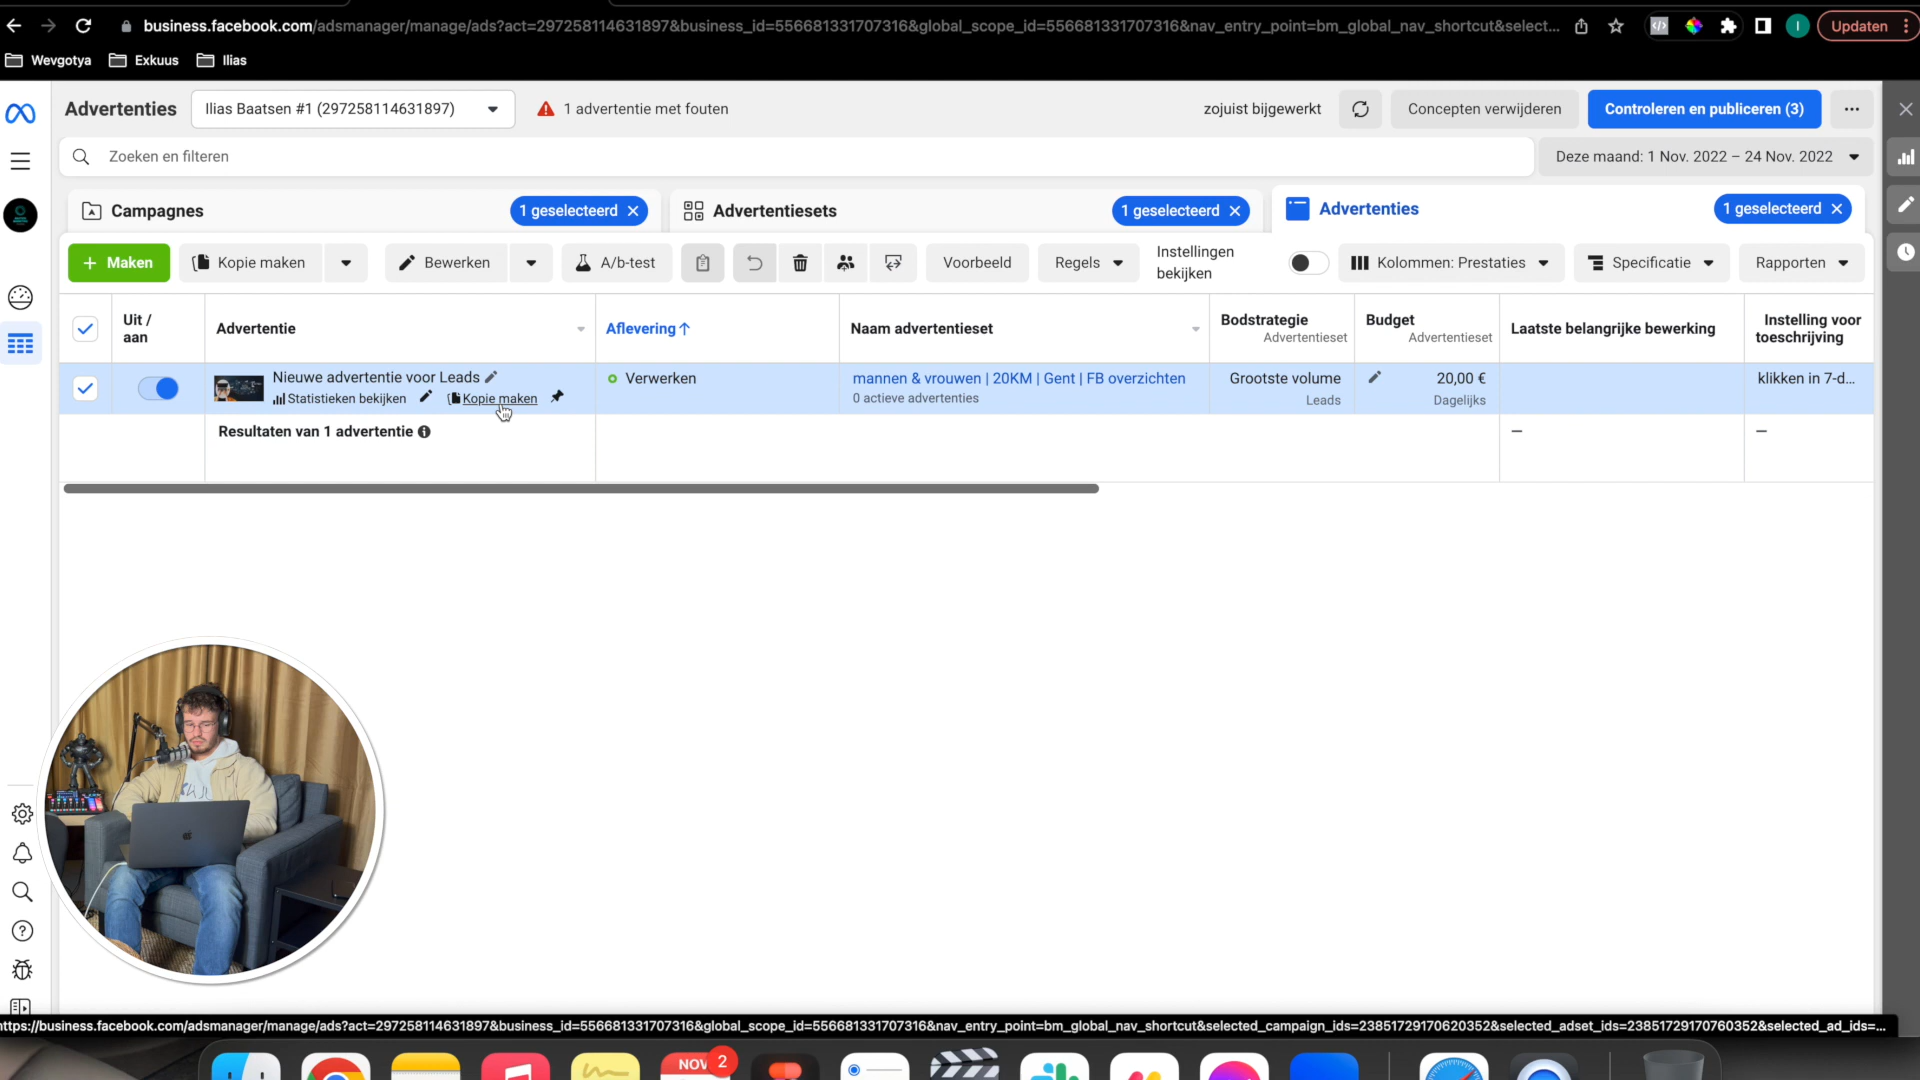 business.facebook.com/adsmanager/manage/ads?act=297258114631897&business_id=556681331707316&global_scope_id=556681331707316&nav_entry_point=bm_global_nav_shortcut&select...
I
Updaten
Wevgotya
Exkuus
Ilias
Advertenties
Ilias Baatsen #1 (297258114631897)
1 advertentie met fouten
zojuist bijgewerkt
Concepten verwijderen
Controleren en publiceren (3)
Zoeken en filteren
Deze maand: 1 Nov. 2022 – 24 Nov. 2022
Campagnes
1 geselecteerd
Advertentiesets
1 geselecteerd
Advertenties
1 geselecteerd
+ Maken
Kopie maken
Bewerken
A/b-test
Voorbeeld
Regels
Instellingen bekijken
Kolommen: Prestaties
Specificatie
Rapporten
Uit / aan
Advertentie
Aflevering↑
Naam advertentieset
Bodstrategie
Advertentieset
Budget
Advertentieset
Laatste belangrijke bewerking
Instelling voor toeschrijving
Nieuwe advertentie voor Leads
Statistieken bekijken
Kopie maken
Verwerken
mannen & vrouwen | 20KM | Gent | FB overzichten
0 actieve advertenties
Grootste volume
Leads
20,00 €
Dagelijks
klikken in 7-d...
Resultaten van 1 advertentie
—
—
https://business.facebook.com/adsmanager/manage/ads?act=297258114631897&business_id=556681331707316&global_scope_id=556681331707316&nav_entry_point=bm_global_nav_shortcut&selected_campaign_ids=23851729170620352&selected_adset_ids=23851729170760352&selected_ad_ids=...
NOV
2